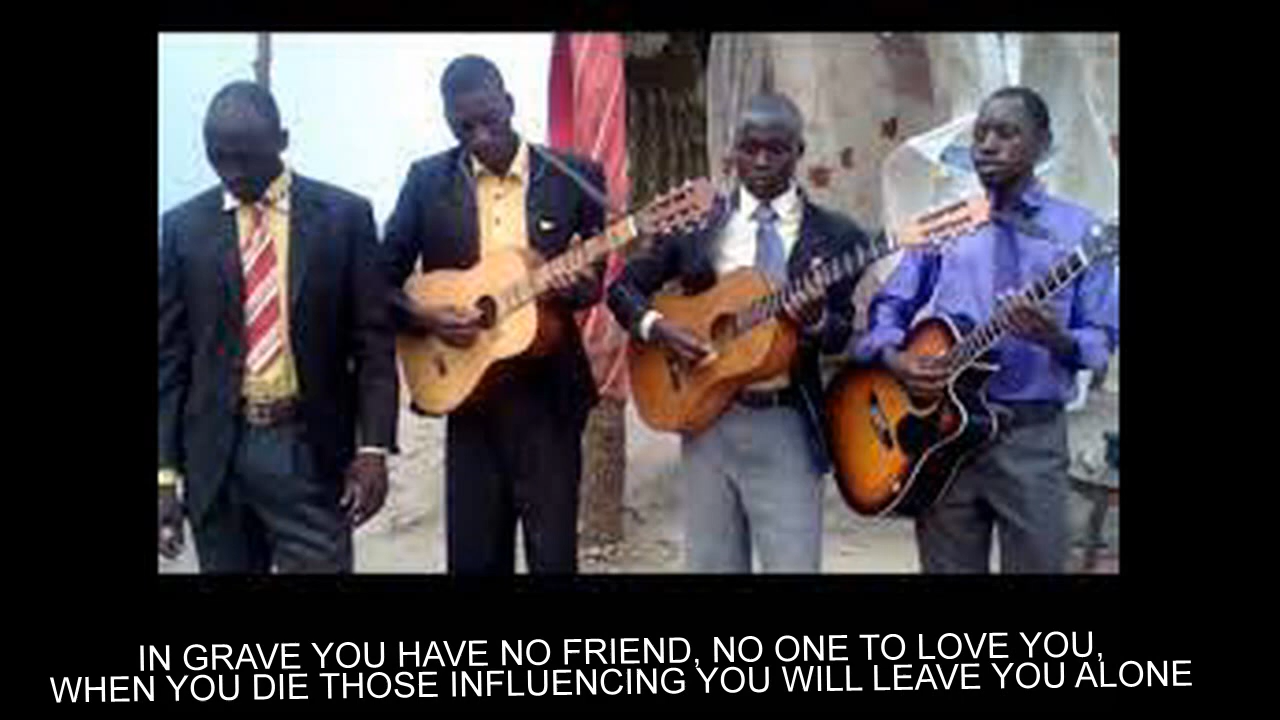 IN GRAVE YOU HAVE NO FRIEND, NO ONE TO LOVE YOU,
WHEN YOU DIE THOSE INFLUENCING YOU WILL LEAVE YOU ALONE